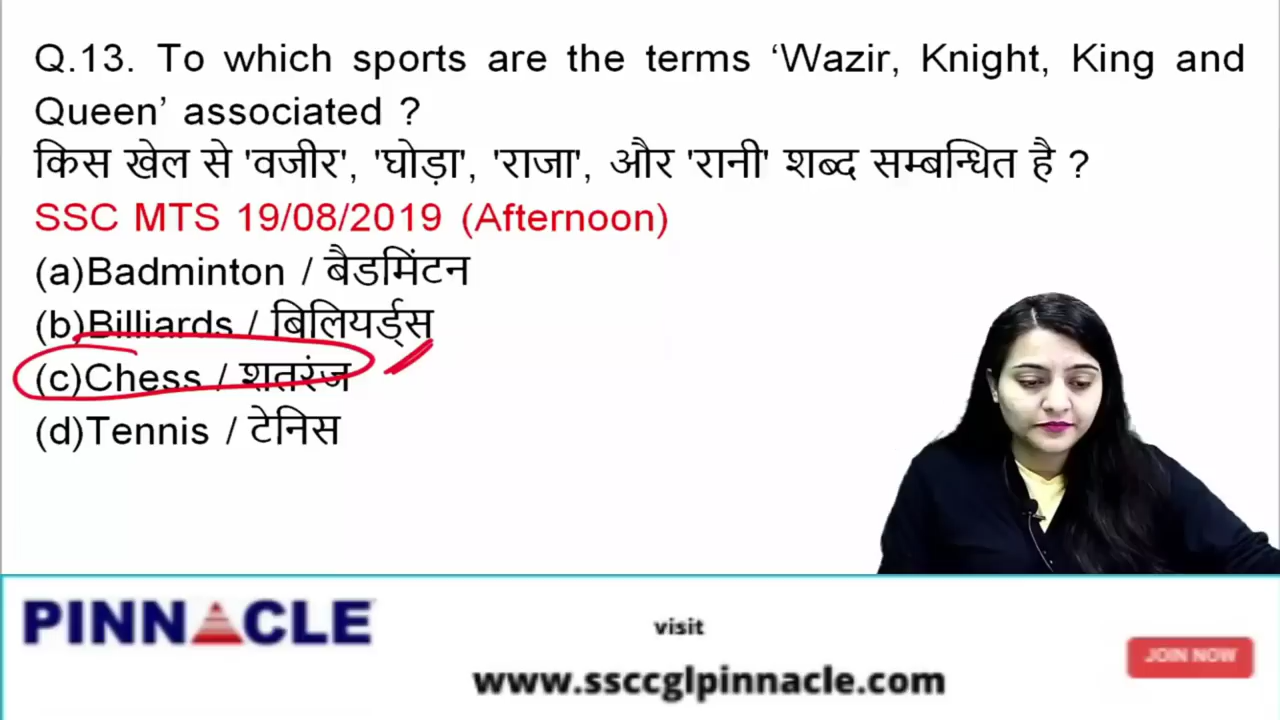 Q.13. To which sports are the terms ‘Wazir, Knight, King and
Queen’ associated ?
किस खेल से 'वजीर', 'घोड़ा', 'राजा', और 'रानी' शब्द सम्बन्धित है ?
SSC MTS 19/08/2019 (Afternoon)
(a)Badminton / बैडमिंटन
(b)Billiards / बिलियर्ड्स
(c)Chess / शतरंज
(d)Tennis / टेनिस
PINNACLE
visit
www.ssccglpinnacle.com
JOIN NOW